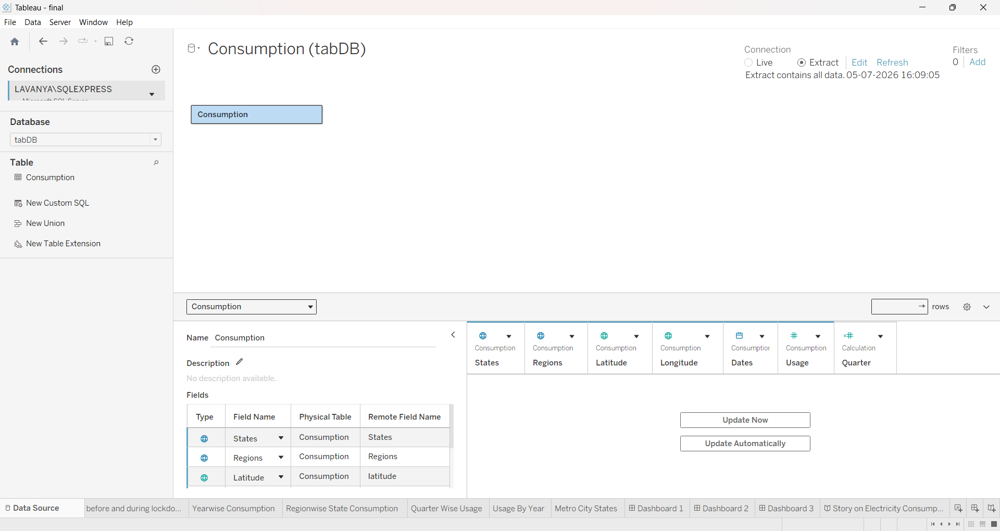 Tableau - final
File Data Server Window Help
Connections
LAVANYA\SQLEXPRESS
Microsoft SQL Server
Database
tabDB
Table
Consumption
New Custom SQL
New Union
New Table Extension
Consumption (tabDB)
Connection
Live Extract Edit Refresh
Extract contains all data. 05-07-2026 16:09:05
Filters
0 Add
Consumption
Consumption
rows
Name Consumption
Description
No description available.
Fields
Type Field Name Physical Table Remote Field Name
States Consumption States
Regions Consumption Regions
Latitude Consumption latitude
Consumption Consumption Consumption Consumption Consumption Consumption Calculation
States Regions Latitude Longitude Dates Usage Quarter
Update Now
Update Automatically
Data Source before and during lockdo... Yearwise Consumption Regionwise State Consumption Quarter Wise Usage Usage By Year Metro City States Dashboard 1 Dashboard 2 Dashboard 3 Story on Electricity Consump...